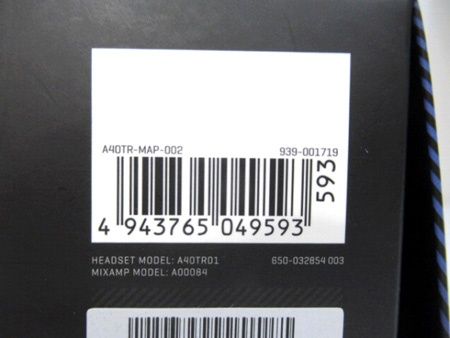 A40TR-MAP-002 939-001719
593
4 943765 049593
HEADSET MODEL: A40TR01 650-032854 003
MIXAMP MODEL: A00084